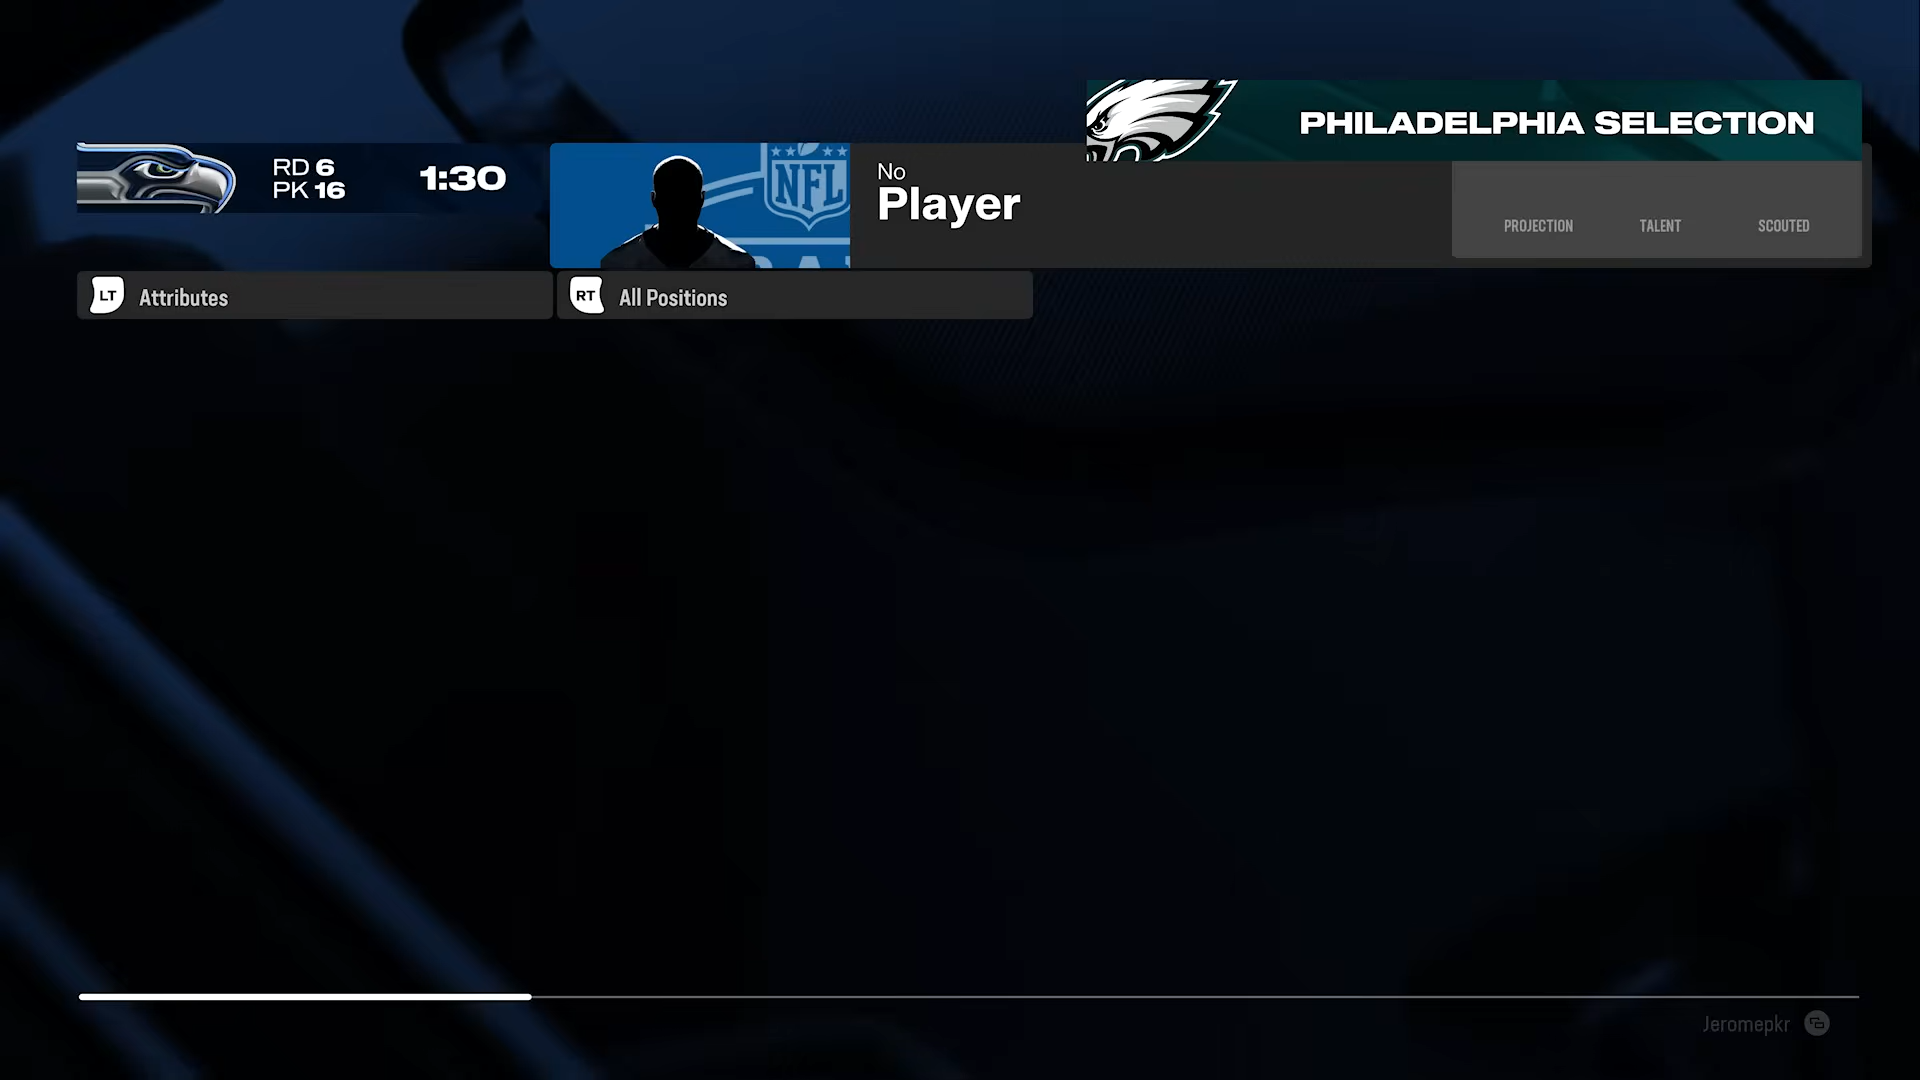 PHILADELPHIA SELECTION
RD 6
PK 16
1:30
NFL
No
Player
PROJECTION TALENT SCOUTED
LT Attributes
RT All Positions
Jeromepkr